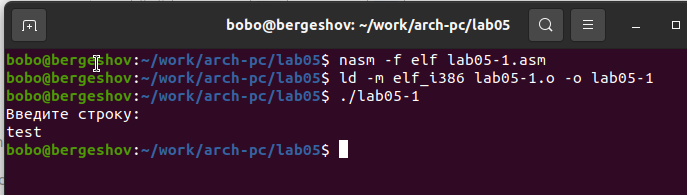 bobo@bergeshov: ~/work/arch-pc/lab05
bobo@bergeshov:~/work/arch-pc/lab05$ nasm -f elf lab05-1.asm
bobo@bergeshov:~/work/arch-pc/lab05$ ld -m elf_i386 lab05-1.o -o lab05-1
bobo@bergeshov:~/work/arch-pc/lab05$ ./lab05-1
Введите строку:
test
bobo@bergeshov:~/work/arch-pc/lab05$